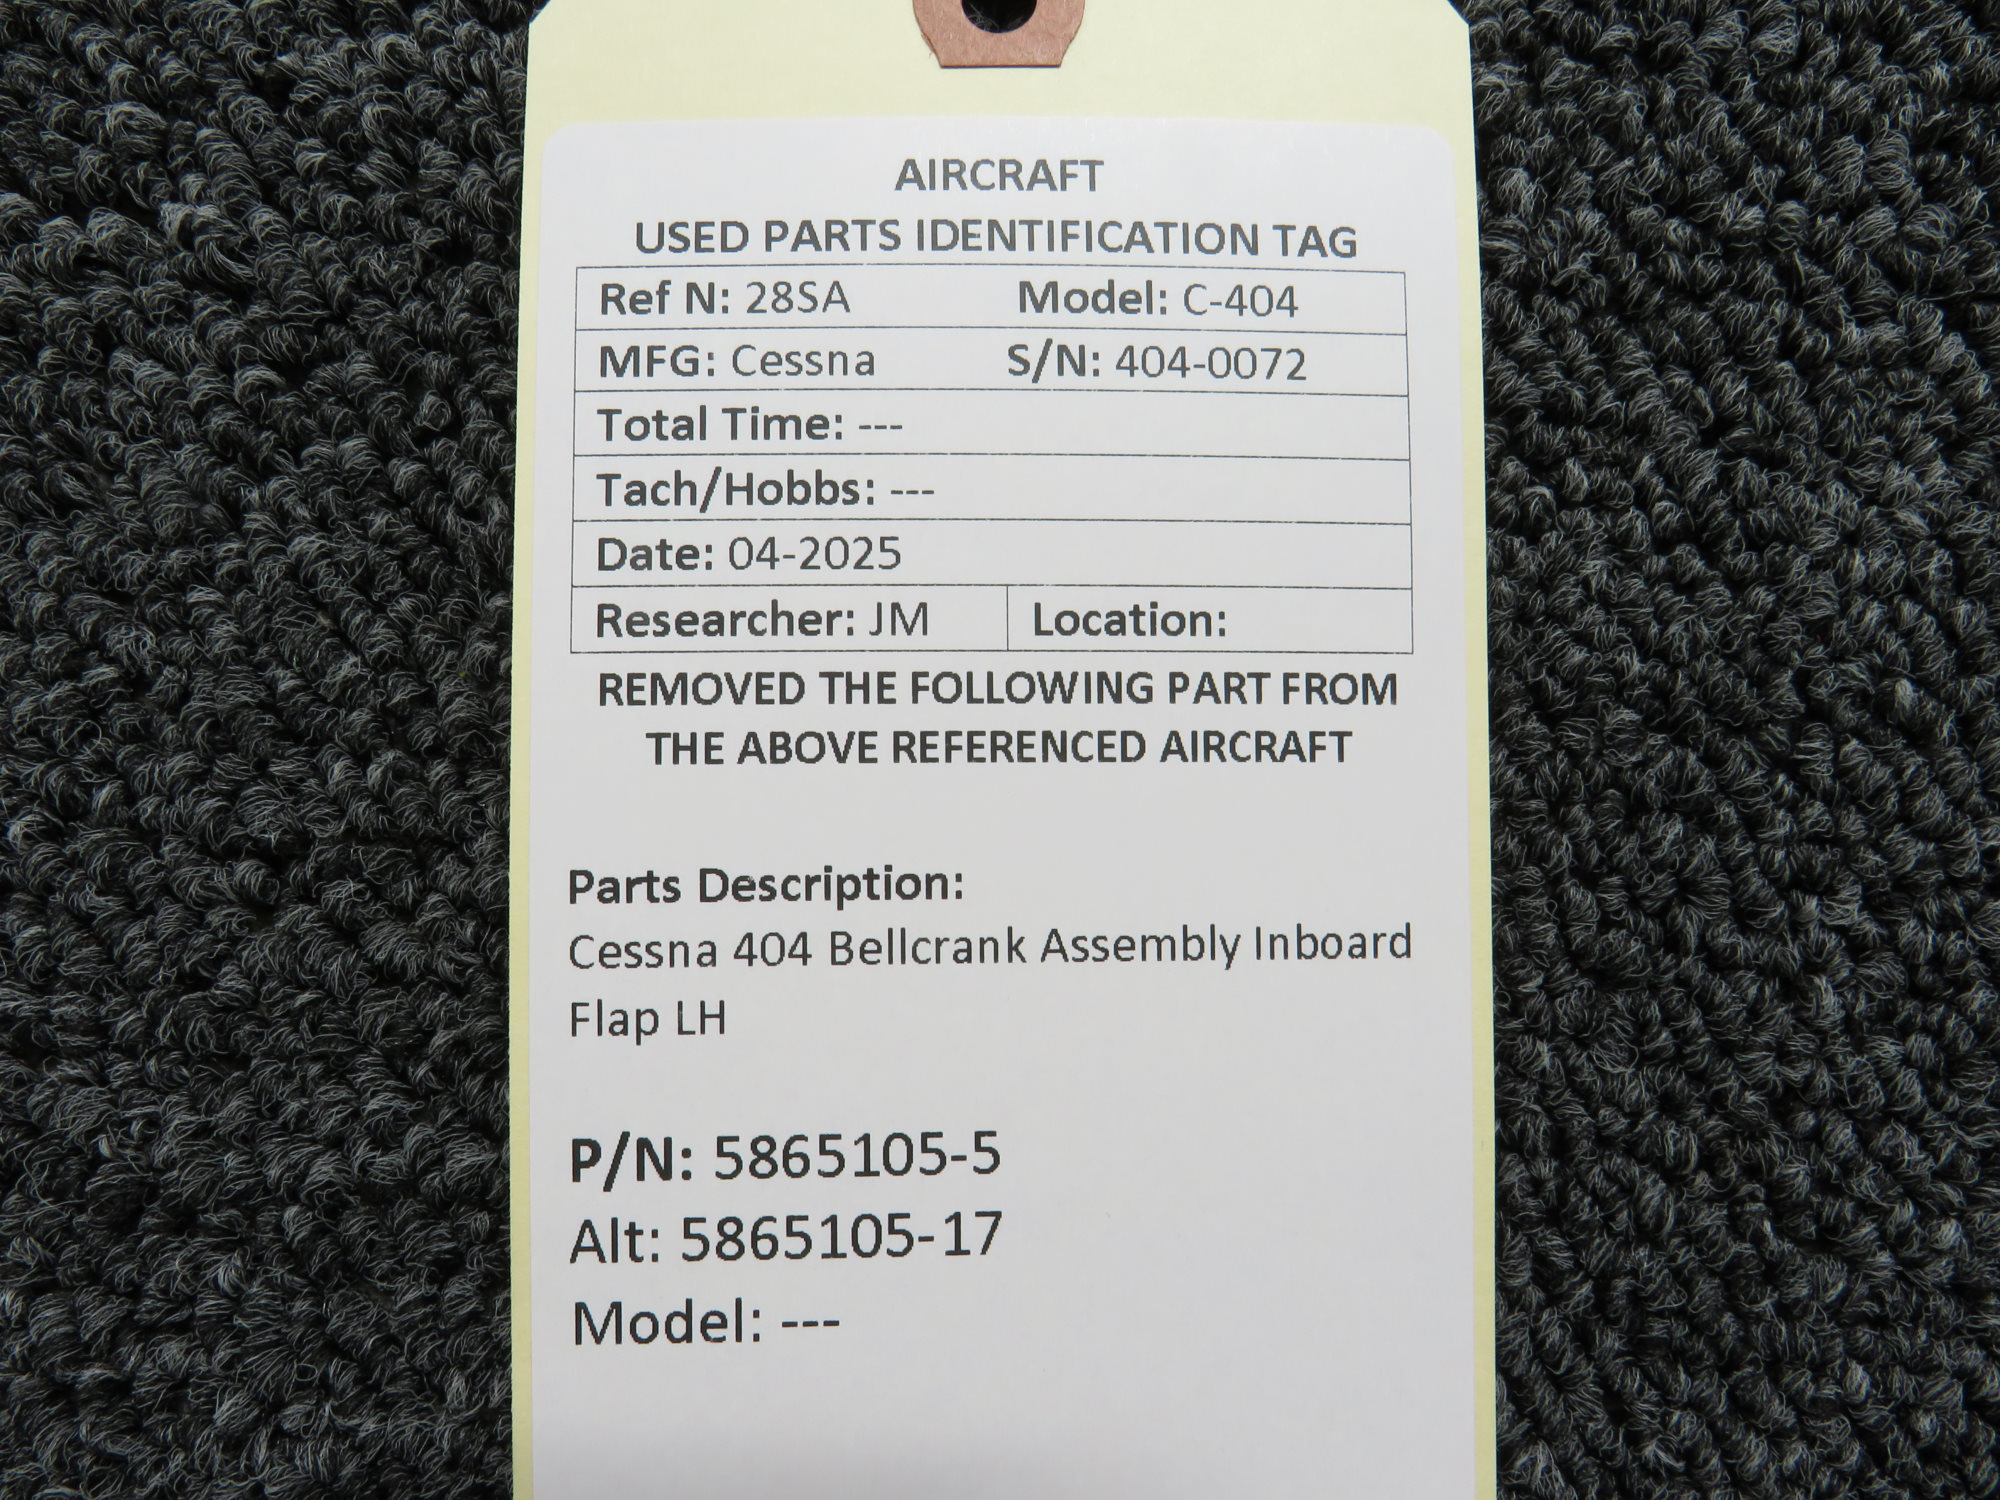 AIRCRAFT
USED PARTS IDENTIFICATION TAG
Ref N: 28SA Model: C-404
MFG: Cessna S/N: 404-0072
Total Time: ---
Tach/Hobbs: ---
Date: 04-2025
Researcher: JM Location:
REMOVED THE FOLLOWING PART FROM
THE ABOVE REFERENCED AIRCRAFT
Parts Description:
Cessna 404 Bellcrank Assembly Inboard
Flap LH
P/N: 5865105-5
Alt: 5865105-17
Model: ---